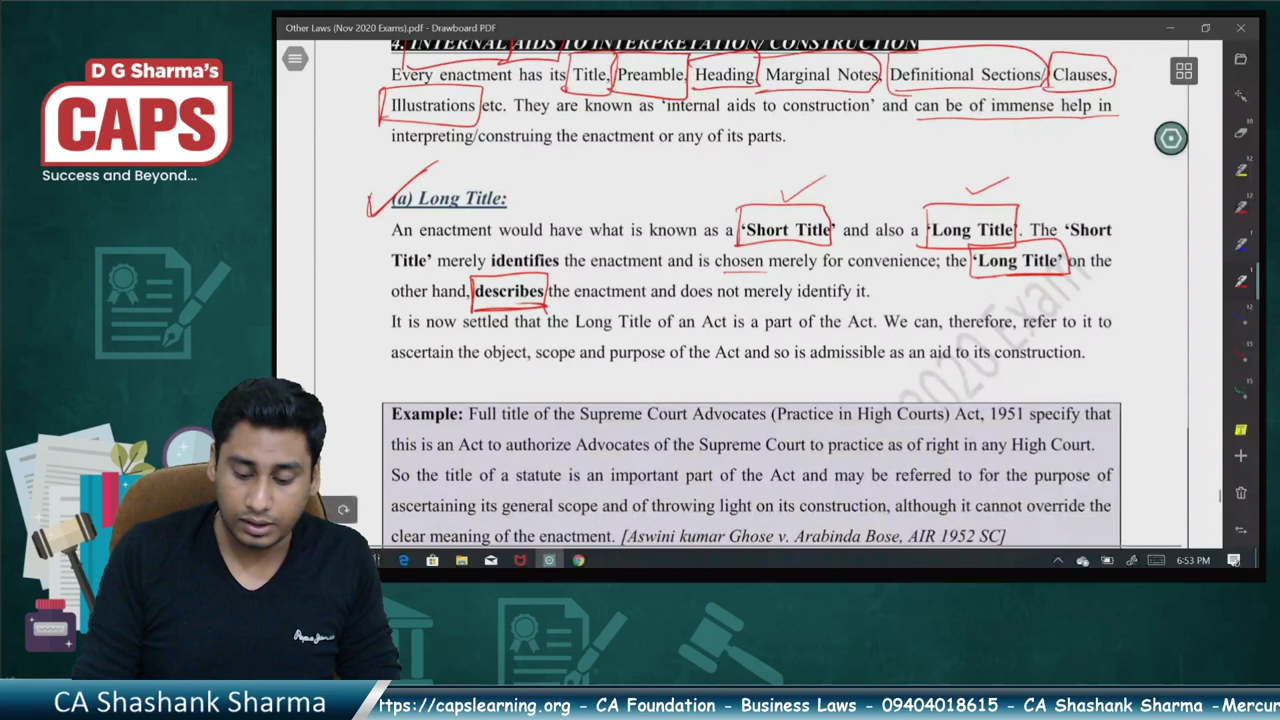 Other Laws (Nov 2020 Exams).pdf - Drawboard PDF
D G Sharma's
CAPS
Success and Beyond...
4. INTERNAL AIDS TO INTERPRETATION/ CONSTRUCTION
Every enactment has its Title, Preamble, Heading, Marginal Notes, Definitional Sections/ Clauses,
Illustrations etc. They are known as 'internal aids to construction' and can be of immense help in
interpreting/construing the enactment or any of its parts.
(a) Long Title:
An enactment would have what is known as a 'Short Title' and also a 'Long Title'. The 'Short
Title' merely identifies the enactment and is chosen merely for convenience; the 'Long Title' on the
other hand, describes the enactment and does not merely identify it.
It is now settled that the Long Title of an Act is a part of the Act. We can, therefore, refer to it to
ascertain the object, scope and purpose of the Act and so is admissible as an aid to its construction.
2020 Exam
Example: Full title of the Supreme Court Advocates (Practice in High Courts) Act, 1951 specify that
this is an Act to authorize Advocates of the Supreme Court to practice as of right in any High Court.
So the title of a statute is an important part of the Act and may be referred to for the purpose of
ascertaining its general scope and of throwing light on its construction, although it cannot override the
clear meaning of the enactment. [Aswini kumar Ghose v. Arabinda Bose, AIR 1952 SC]
6:53 PM
CA Shashank Sharma
ttps://capslearning.org - CA Foundation - Business Laws - 09404018615 - CA Shashank Sharma -Mercur